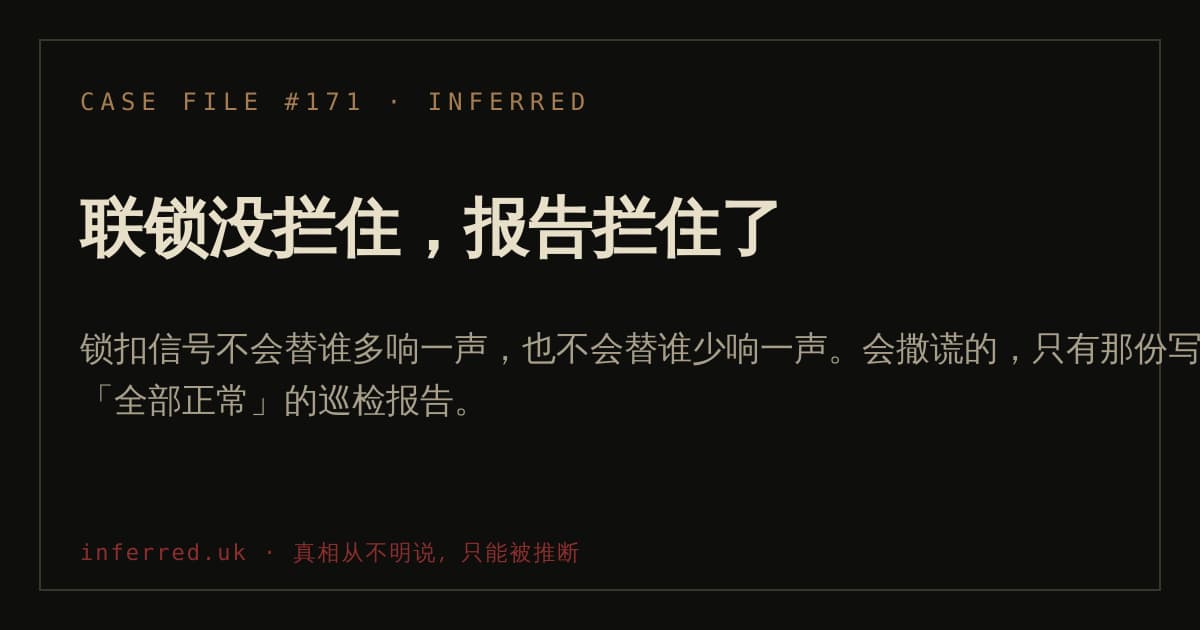 CASE FILE #171 · INFERRED
联锁没拦住，报告拦住了
锁扣信号不会替谁多响一声，也不会替谁少响一声。会撒谎的，只有那份写
「全部正常」的巡检报告。
inferred.uk · 真相从不明说，只能被推断